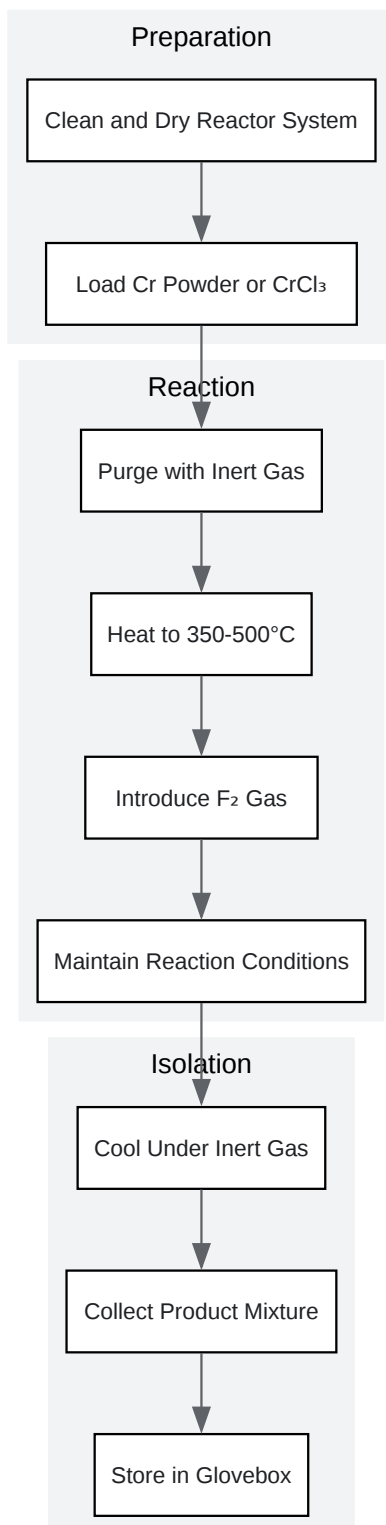 Preparation
Clean and Dry Reactor System
Load Cr Powder or CrCl₃
Reaction
Purge with Inert Gas
Heat to 350-500°C
Introduce F₂ Gas
Maintain Reaction Conditions
Isolation
Cool Under Inert Gas
Collect Product Mixture
Store in Glovebox